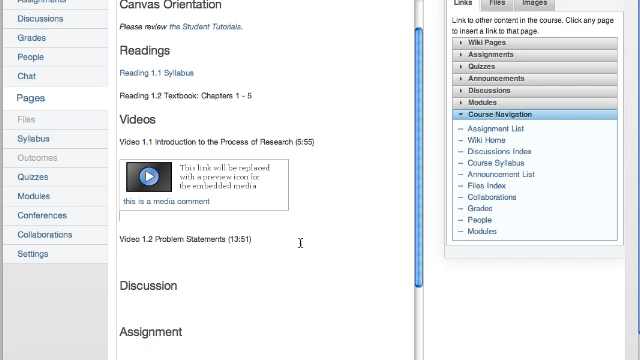 Assignments
Discussions
Grades
People
Chat
Pages
Files
Syllabus
Outcomes
Quizzes
Modules
Conferences
Collaborations
Settings
Canvas Orientation
Please review the Student Tutorials.
Readings
Reading 1.1 Syllabus
Reading 1.2 Textbook: Chapters 1 - 5
Videos
Video 1.1 Introduction to the Process of Research (5:55)
This link will be replaced
with a preview icon for
the embedded media
this is a media comment
Video 1.2 Problem Statements (13:51)
Discussion
Assignment
Links Files Images
Link to other content in the course. Click any page
to insert a link to that page.
Wiki Pages
Assignments
Quizzes
Announcements
Discussions
Modules
Course Navigation
Assignment List
Wiki Home
Discussions Index
Course Syllabus
Announcement List
Files Index
Collaborations
Grades
People
Modules